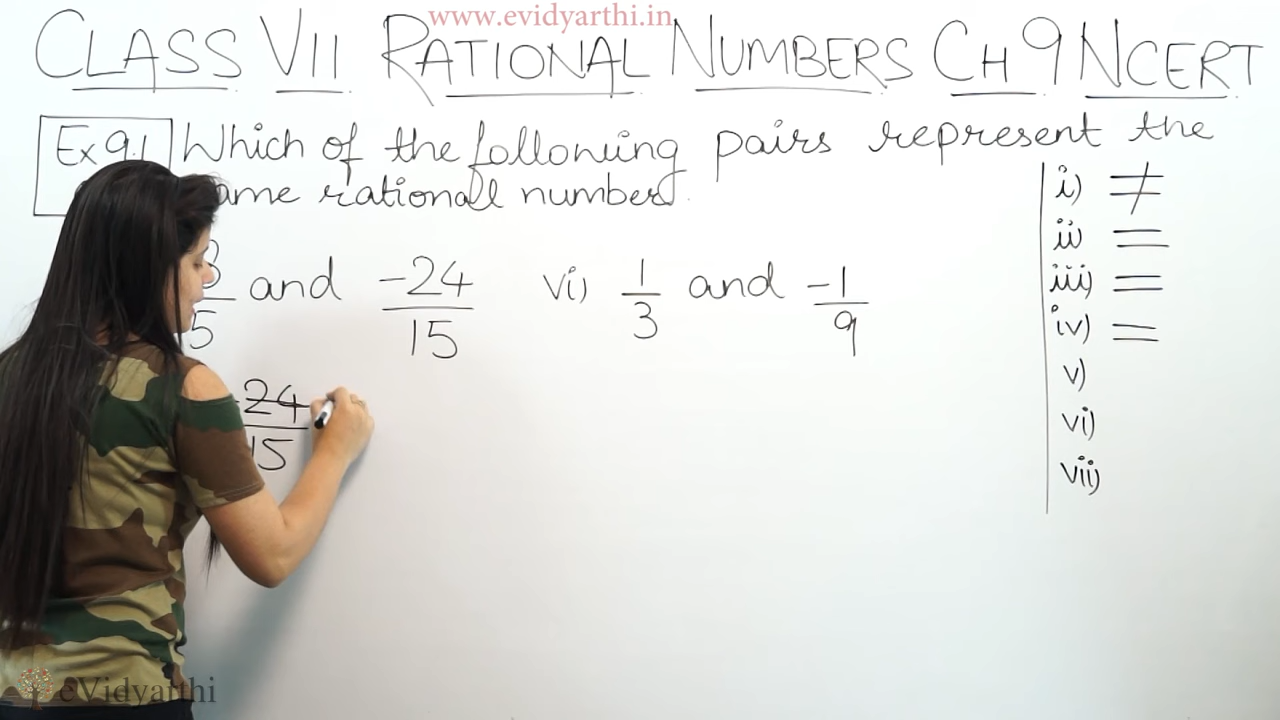 www.evidyarthi.in
CLASS VII RATIONAL NUMBERS CH 9 NCERT
Ex 9.1 Which of the following pairs represent the
ame rational number.
5 and -24/15 vi) 1/3 and -1/9
24/15
i) ≠
ii) =
iii) =
iv) =
v)
vi)
vii)
eVidyarthi